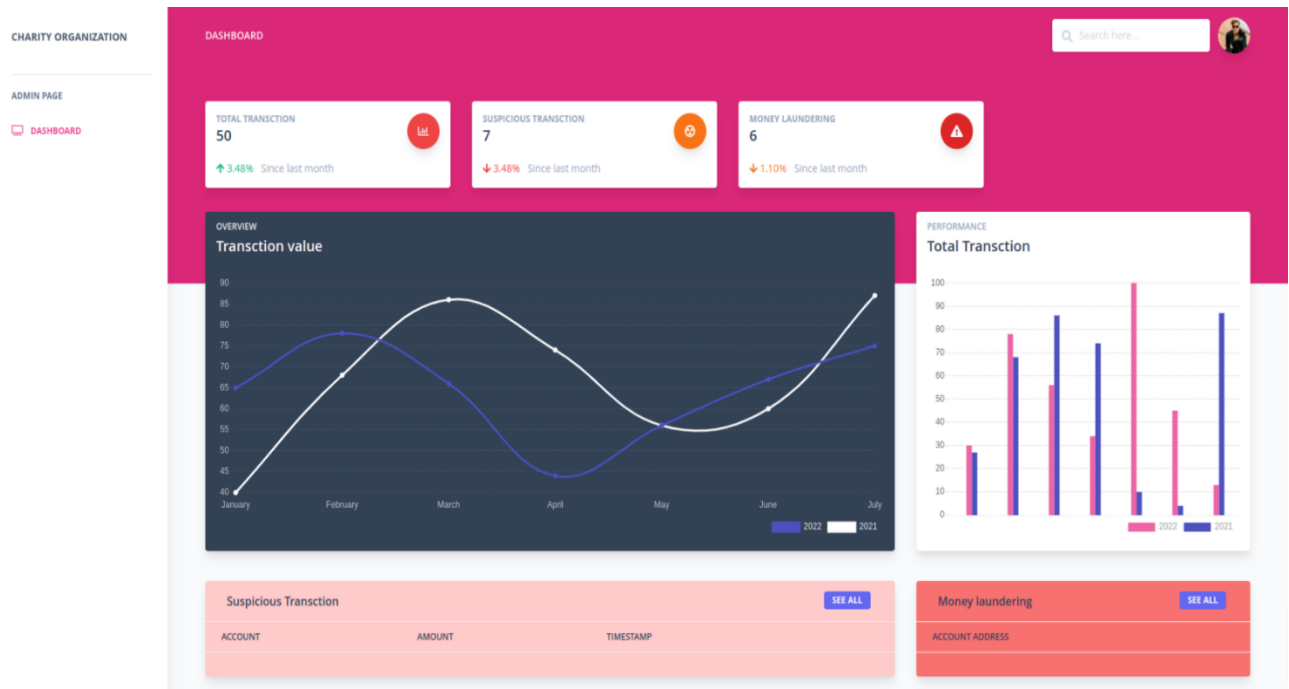 CHARITY ORGANIZATION
ADMIN PAGE
DASHBOARD
DASHBOARD
Search here...
TOTAL TRANSCTION
50
3.48% Since last month
SUSPICIOUS TRANSCTION
7
3.48% Since last month
MONEY LAUNDERING
6
1.10% Since last month
OVERVIEW
Transction value
90
85
80
75
70
65
60
55
50
45
40
January February March April May June July
2022 2021
PERFORMANCE
Total Transction
100
90
80
70
60
50
40
30
20
10
0
2022 2021
Suspicious Transction SEE ALL
ACCOUNT AMOUNT TIMESTAMP
Money laundering SEE ALL
ACCOUNT ADDRESS